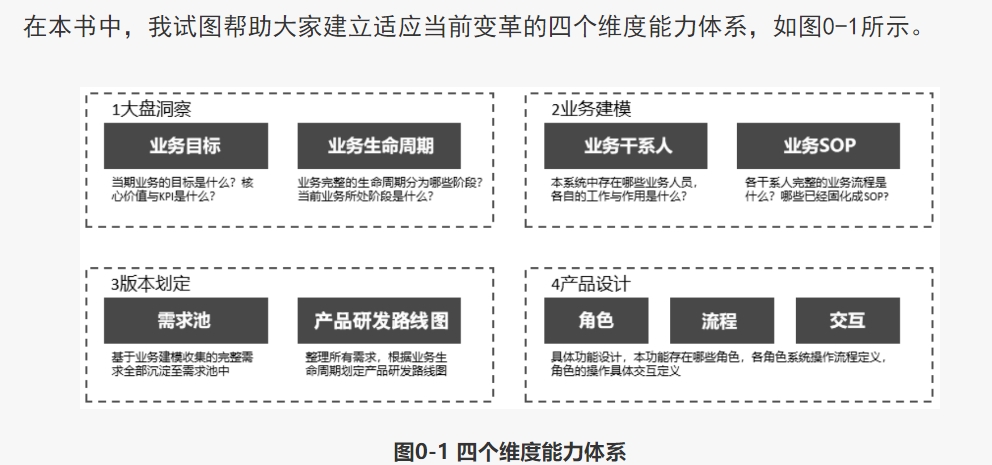 在本书中，我试图帮助大家建立适应当前变革的四个维度能力体系，如图0-1所示。
1大盘洞察
业务目标
业务生命周期
当期业务的目标是什么？核
心价值与KPI是什么？
业务完整的生命周期分为哪些阶段？
当前业务所处阶段是什么？
2业务建模
业务干系人
业务SOP
本系统中存在哪些业务人员，
各自的工作与作用是什么？
各干系人完整的业务流程是
什么？哪些已经固化成SOP?
3版本划定
需求池
产品研发路线图
基于业务建模收集的完整需
求全部沉淀至需求池中
整理所有需求，根据业务生
命周期划定产品研发路线图
4产品设计
角色
流程
交互
具体功能设计，本功能存在哪些角色，各角色系统操作流程定义，
角色的操作具体交互定义
图0-1 四个维度能力体系